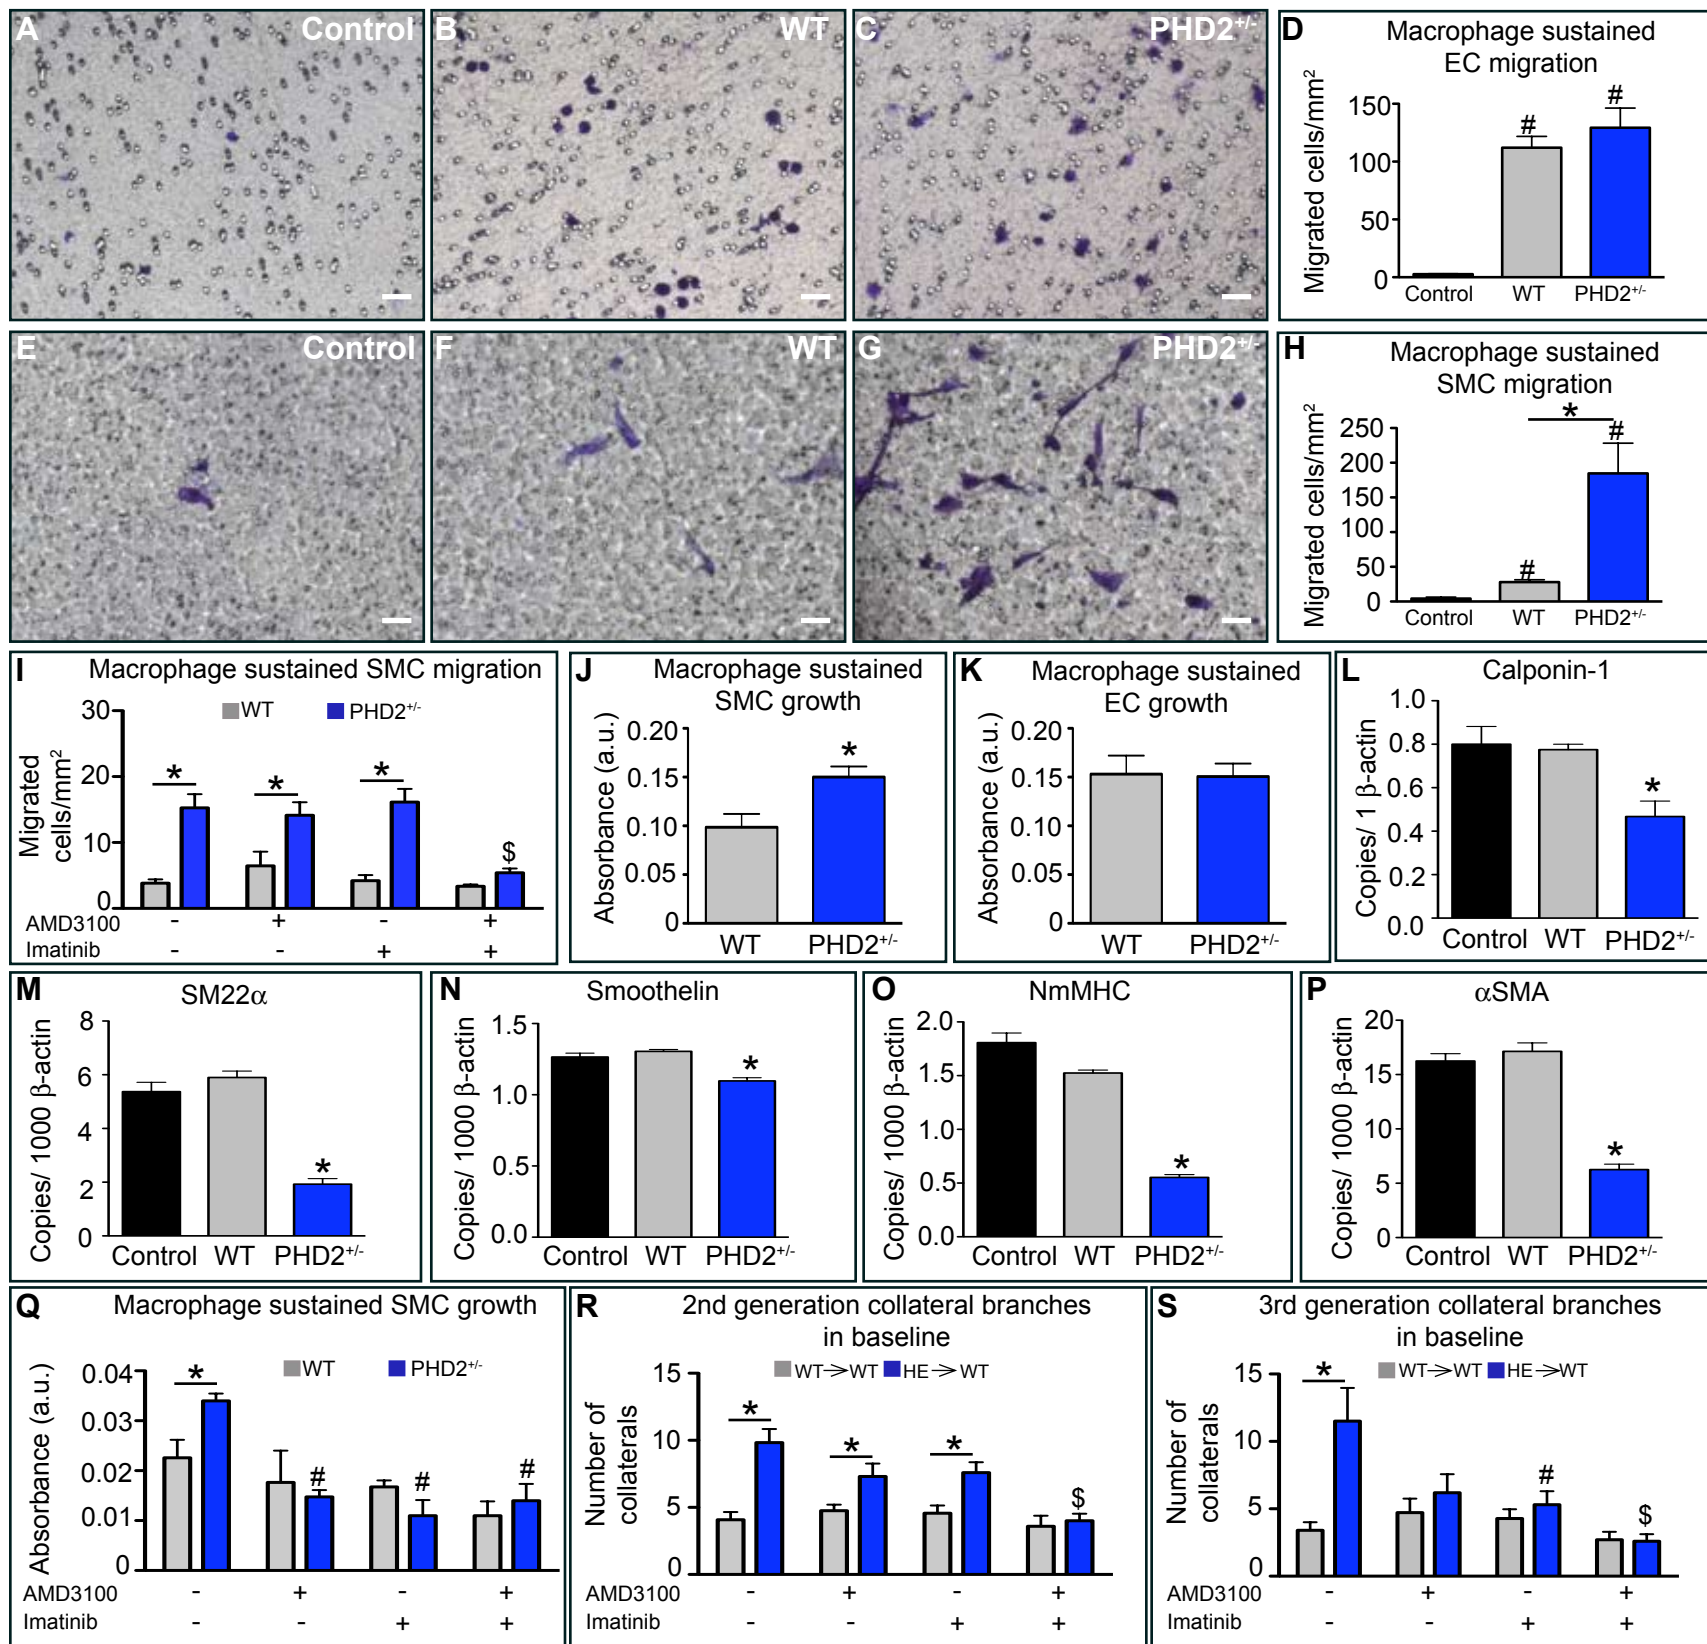 A Control
B WT
C PHD2+/-
D Macrophage sustained
EC migration
Migrated cells/mm²
150
100
50
0
# #
Control WT PHD2+/-
E Control
F WT
G PHD2+/-
H Macrophage sustained
SMC migration
Migrated cells/mm²
250
200
150
100
50
0
*
# #
Control WT PHD2+/-
I Macrophage sustained SMC migration
WT PHD2+/-
Migrated
cells/mm²
30
20
10
0
* * * $
AMD3100 - + - +
Imatinib - - + +
J Macrophage sustained
SMC growth
Absorbance (a.u.)
0.20
0.15
0.10
0.05
0
*
WT PHD2+/-
K Macrophage sustained
EC growth
Absorbance (a.u.)
0.20
0.15
0.10
0.05
0
WT PHD2+/-
L Calponin-1
Copies/ 1 β-actin
1.0
0.8
0.6
0.4
0.2
0.0
*
Control WT PHD2+/-
M SM22α
Copies/ 1000 β-actin
8
6
4
2
0
*
Control WT PHD2+/-
N Smoothelin
Copies/ 1000 β-actin
1.5
1.0
0.5
0.0
*
Control WT PHD2+/-
O NmMHC
Copies/ 1000 β-actin
2.0
1.5
1.0
0.5
0.0
*
Control WT PHD2+/-
P αSMA
Copies/ 1000 β-actin
20
15
10
5
0
*
Control WT PHD2+/-
Q Macrophage sustained SMC growth
WT PHD2+/-
Absorbance (a.u.)
0.04
0.03
0.02
0.01
0
* # # #
AMD3100 - + - +
Imatinib - - + +
R 2nd generation collateral branches
in baseline
WT→WT HE→WT
Number of
collaterals
15
10
5
0
* * * $
AMD3100 - + - +
Imatinib - - + +
S 3rd generation collateral branches
in baseline
WT→WT HE→WT
Number of
collaterals
15
10
5
0
* # $
AMD3100 - + - +
Imatinib - - + +